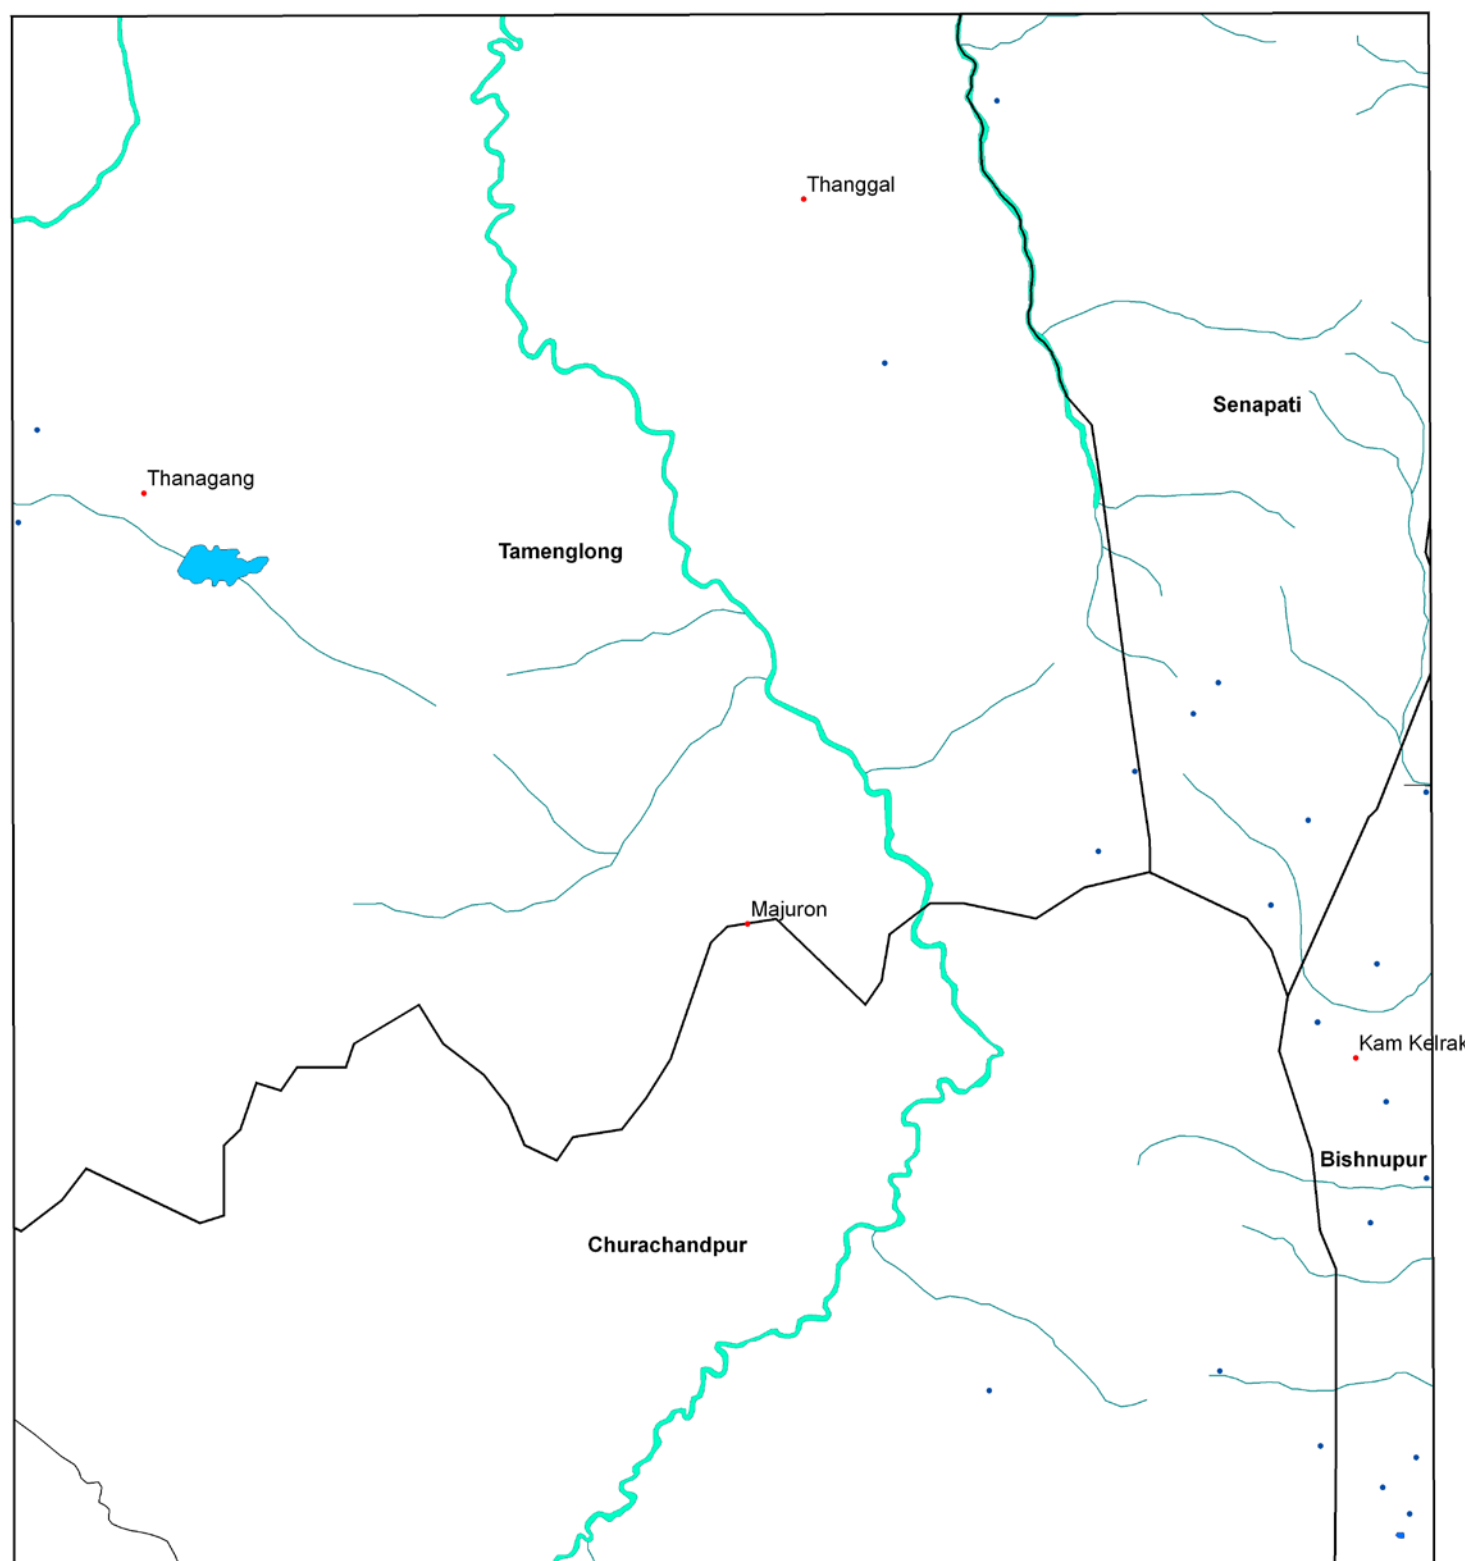 Thanggal
Senapati
Thanagang
Tamenglong
Majuron
Kam Kelrak
Bishnupur
Churachandpur